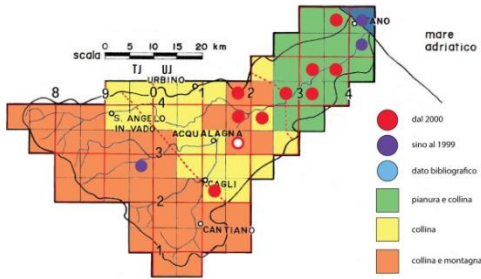 ANO
mare
adriatico
scala
0 5 10 15 20 km
TJ UJ
URBINO
8 9 0 1 2 3 4
4
S. ANGELO
IN VADO
ACQUALAGNA
3
CAGLI
2
CANTIANO
1
dal 2000
sino al 1999
dato bibliografico
pianura e collina
collina
collina e montagna